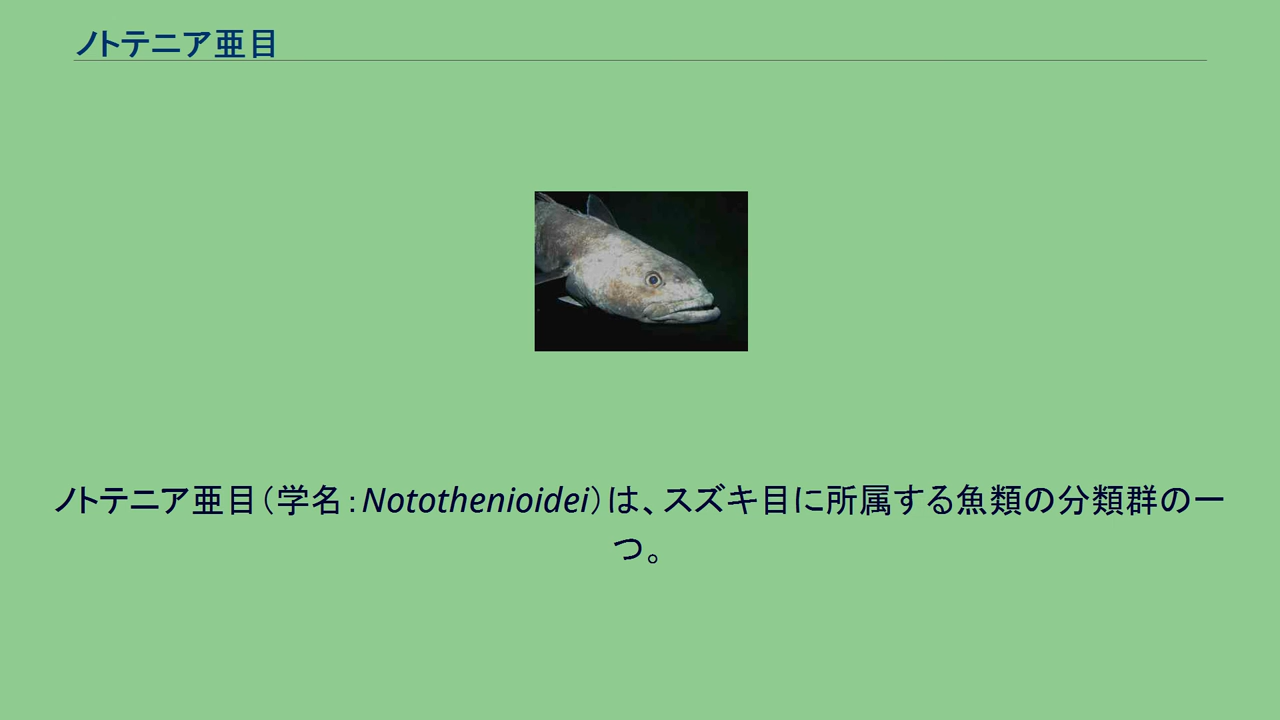 ノトテニア亜目
ノトテニア亜目（学名：Notothenioidei）は、スズキ目に所属する魚類の分類群の一
つ。